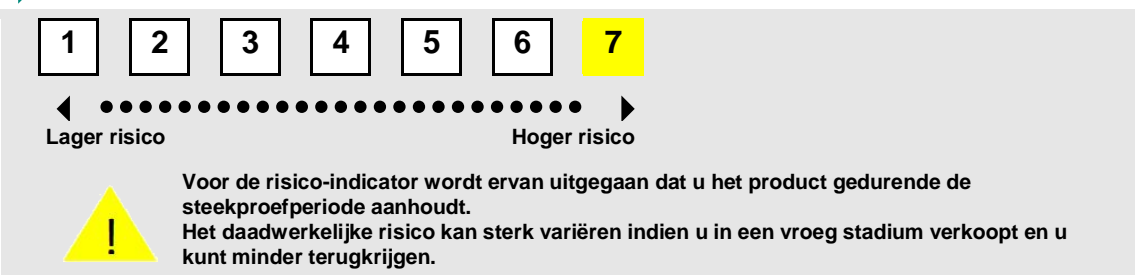 1 2 3 4 5 6 7
Lager risico Hoger risico
!
Voor de risico-indicator wordt ervan uitgegaan dat u het product gedurende de
steekproefperiode aanhoudt.
Het daadwerkelijke risico kan sterk variëren indien u in een vroeg stadium verkoopt en u
kunt minder terugkrijgen.